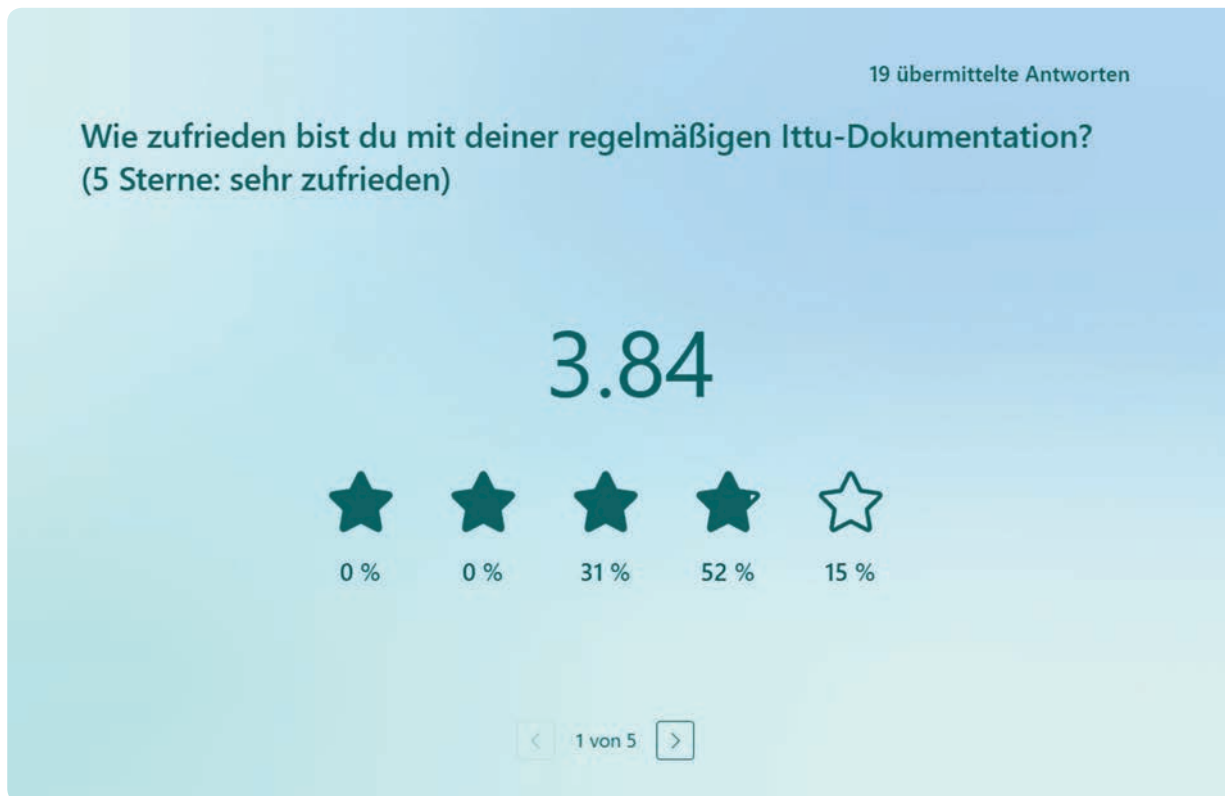 19 übermittelte Antworten
Wie zufrieden bist du mit deiner regelmäßigen Ittu-Dokumentation?
(5 Sterne: sehr zufrieden)
3.84
0 % 0 % 31 % 52 % 15 %
1 von 5